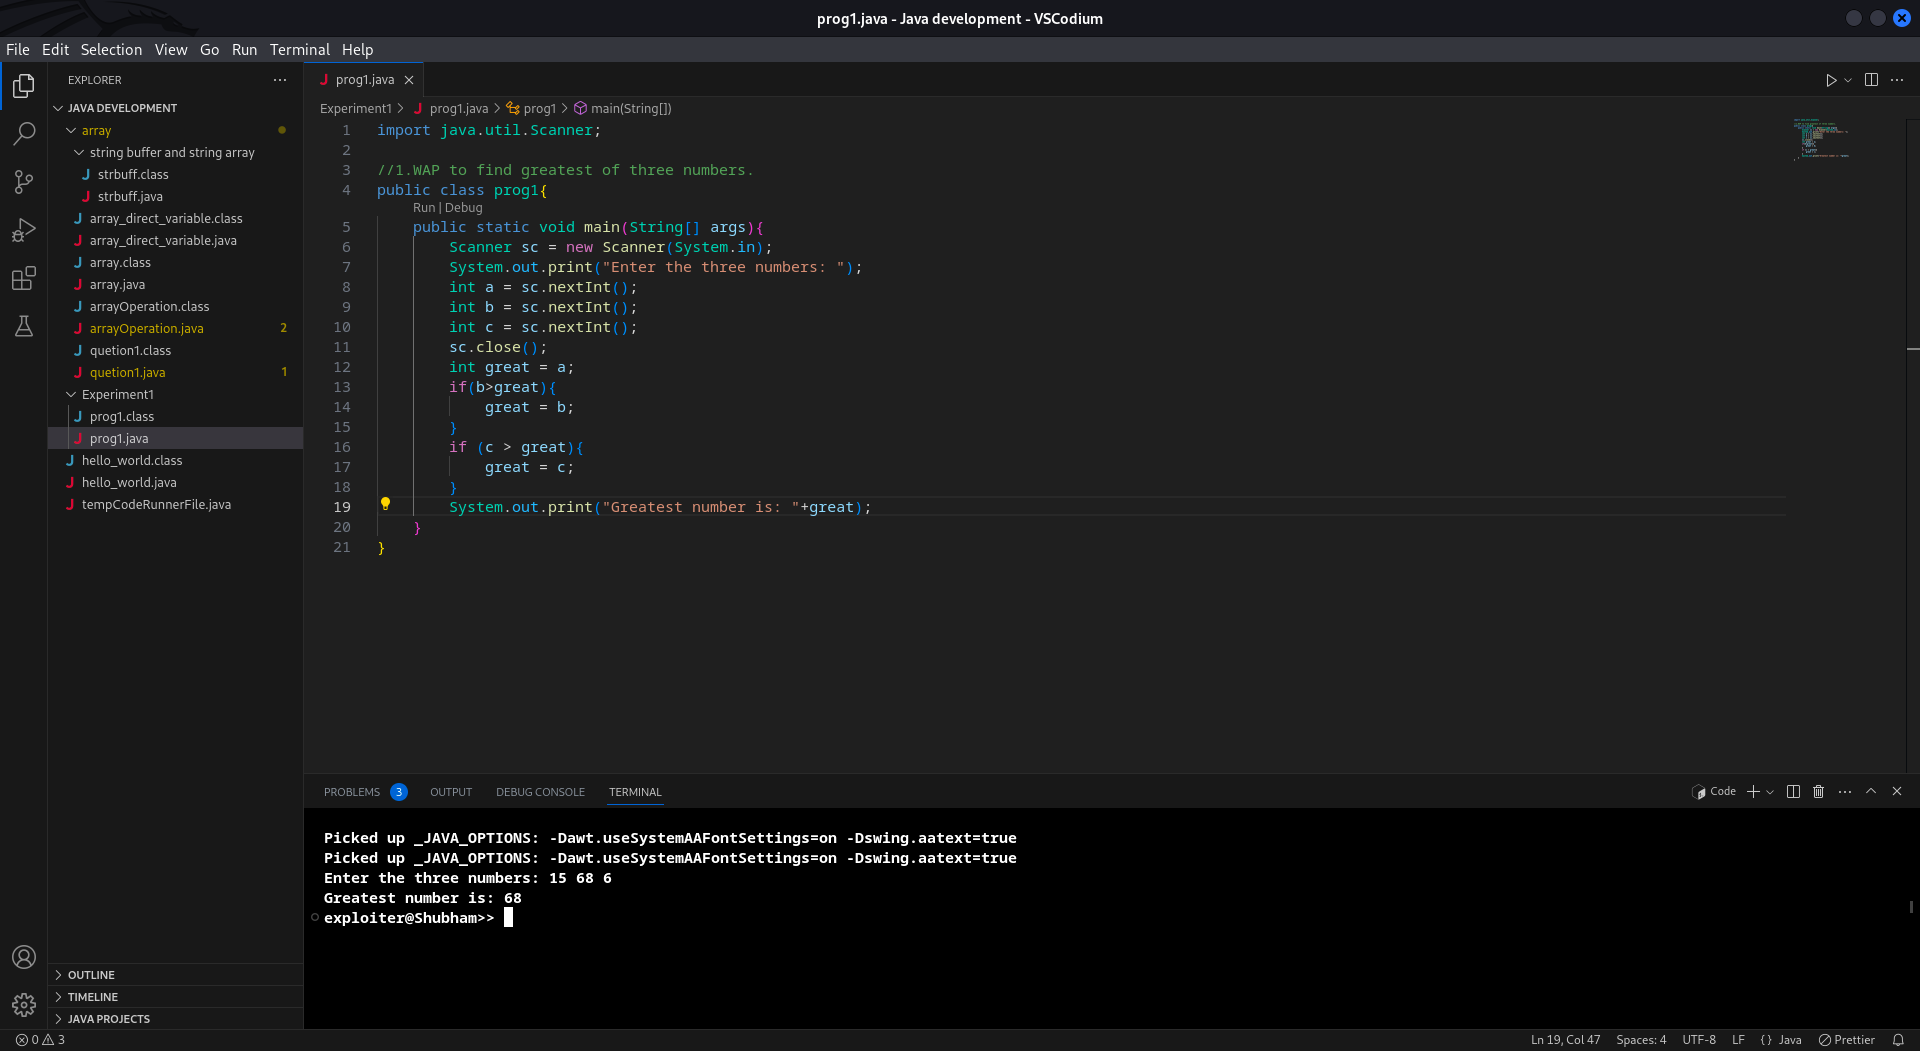 prog1.java - Java development - VSCodium
File Edit Selection View Go Run Terminal Help
EXPLORER
JAVA DEVELOPMENT
array
string buffer and string array
strbuff.class
strbuff.java
array_direct_variable.class
array_direct_variable.java
array.class
array.java
arrayOperation.class
arrayOperation.java 2
quetion1.class
quetion1.java 1
Experiment1
prog1.class
prog1.java
hello_world.class
hello_world.java
tempCodeRunnerFile.java
OUTLINE
TIMELINE
JAVA PROJECTS
prog1.java
Experiment1 > prog1.java > prog1 > main(String[])
1 import java.util.Scanner;
2
3 //1.WAP to find greatest of three numbers.
4 public class prog1{
Run | Debug
5 public static void main(String[] args){
6 Scanner sc = new Scanner(System.in);
7 System.out.print("Enter the three numbers: ");
8 int a = sc.nextInt();
9 int b = sc.nextInt();
10 int c = sc.nextInt();
11 sc.close();
12 int great = a;
13 if(b>great){
14 great = b;
15 }
16 if (c > great){
17 great = c;
18 }
19 System.out.print("Greatest number is: "+great);
20 }
21 }
PROBLEMS 3 OUTPUT DEBUG CONSOLE TERMINAL Code
Picked up _JAVA_OPTIONS: -Dawt.useSystemAAFontSettings=on -Dswing.aatext=true
Picked up _JAVA_OPTIONS: -Dawt.useSystemAAFontSettings=on -Dswing.aatext=true
Enter the three numbers: 15 68 6
Greatest number is: 68
exploiter@Shubham>>
0 3 Ln 19, Col 47 Spaces: 4 UTF-8 LF {} Java Prettier